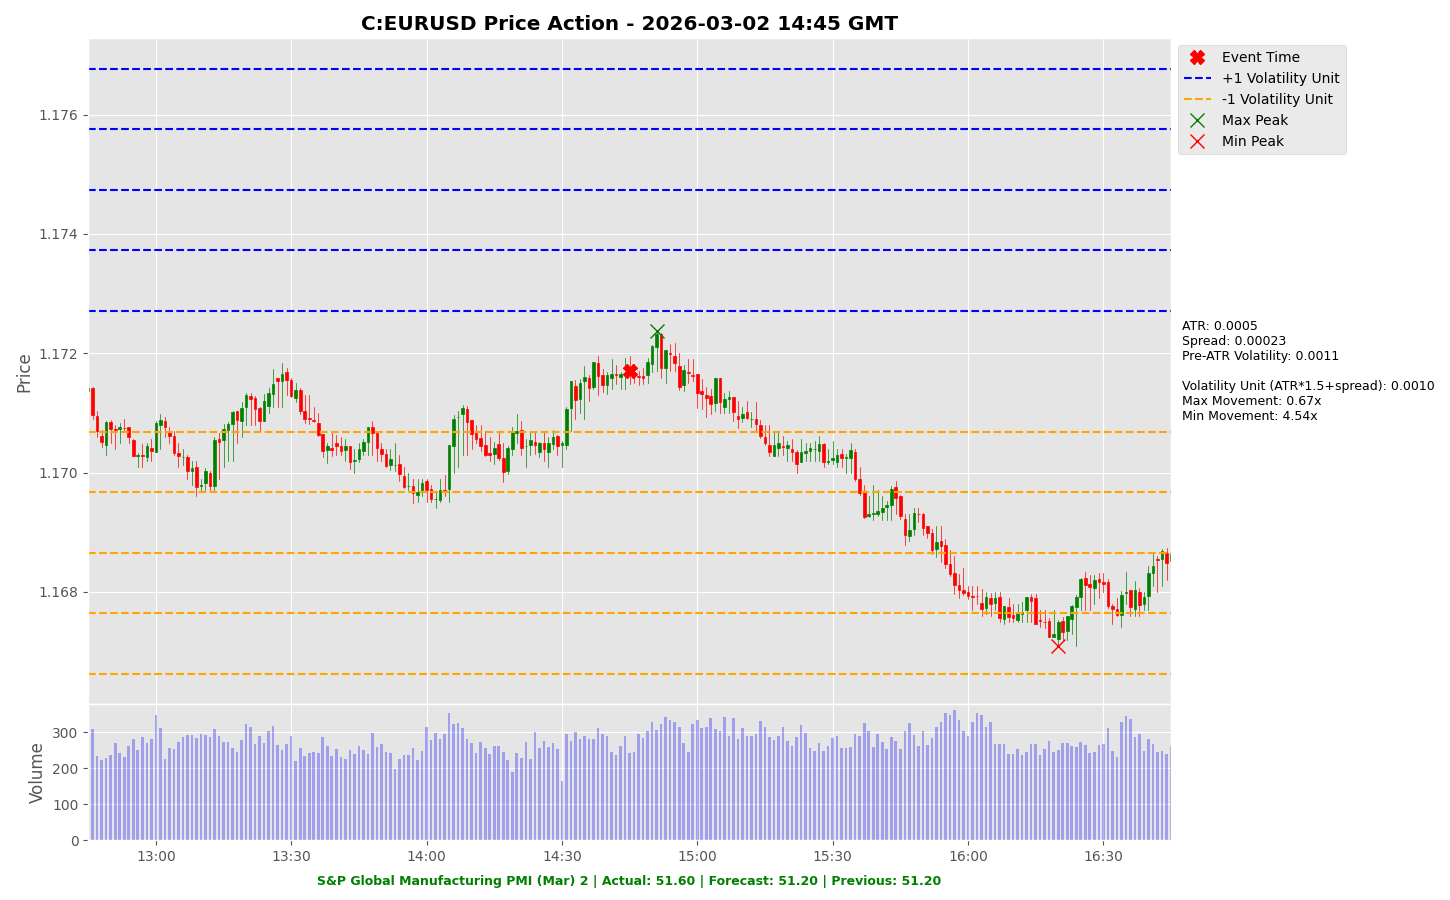 C:EURUSD Price Action - 2026-03-02 14:45 GMT
Event Time
+1 Volatility Unit
-1 Volatility Unit
Max Peak
Min Peak
Price
1.176
1.174
1.172
1.170
1.168
ATR: 0.0005
Spread: 0.00023
Pre-ATR Volatility: 0.0011
Volatility Unit (ATR*1.5+spread): 0.0010
Max Movement: 0.67x
Min Movement: 4.54x
Volume
300
200
100
0
13:00 13:30 14:00 14:30 15:00 15:30 16:00 16:30
S&P Global Manufacturing PMI (Mar) 2 | Actual: 51.60 | Forecast: 51.20 | Previous: 51.20